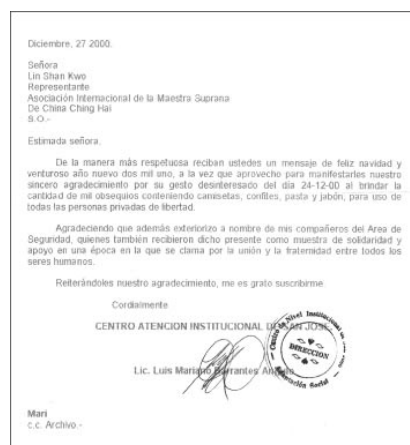 Diciembre, 27 2000.
Señora
Lin Shan Kwo
Representante
Asociación Internacional de la Maestra Suprana
De China Ching Hai
S.O.-
Estimada señora,
De la manera más respetuosa reciban ustedes un mensaje de feliz navidad y
venturoso año nuevo dos mil uno, a la vez que aprovecho para manifestarles nuestro
sincero agradecimiento por su gesto desinteresado del día 24-12-00 al brindar la
cantidad de mil obsequios conteniendo camisetas, confites, pasta y jabón, para uso de
todas las personas privadas de libertad.
Agradeciendo que además exteriorizo a nombre de mis compañeros del Area de
Seguridad, quienes también recibieron dicho presente como muestra de solidaridad y
apoyo en una época en la que se clama por la unión y la fraternidad entre todos los
seres humanos.
Reiterándoles nuestro agradecimiento, me es grato suscribirme
Cordialmente
CENTRO ATENCION INSTITUCIONAL DE SAN JOSE
Centro de Nivel Institucional
DIRECCION
Adaptación Social
Lic. Luis Mariano Barrantes
Mari
c.c. Archivo.-